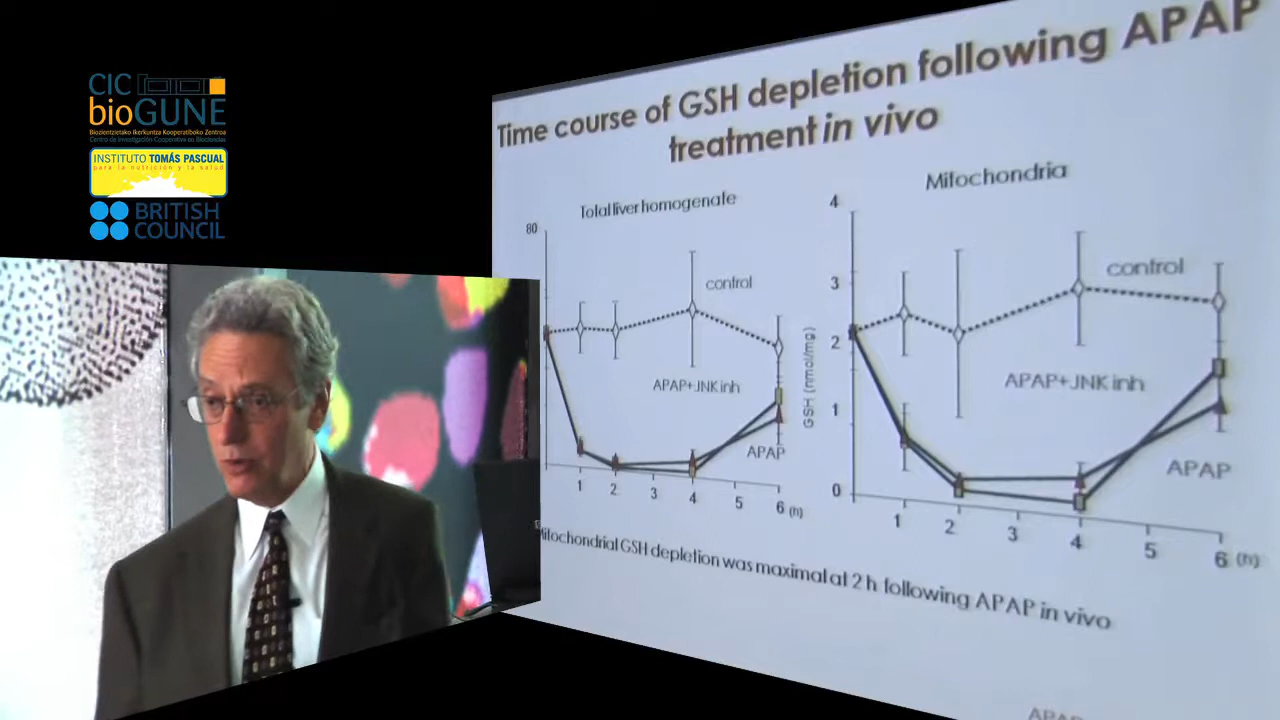 CIC
bioGUNE
Biozientzietako Ikerkuntza Kooperatiboko Zentroa
Centro de Investigación Cooperativa en Biociencias
INSTITUTO TOMÁS PASCUAL
para la nutrición y la salud
BRITISH
COUNCIL
Time course of GSH depletion following APAP
treatment in vivo
Total liver homogenate
80
control
APAP+JNK inh
APAP
1 2 3 4 5 6 (h)
Mitochondria
4
3
2
1
0
GSH (nmol/mg)
control
APAP+JNK inh
APAP
1 2 3 4 5 6 (h)
Mitochondrial GSH depletion was maximal at 2 h following APAP in vivo
APAP